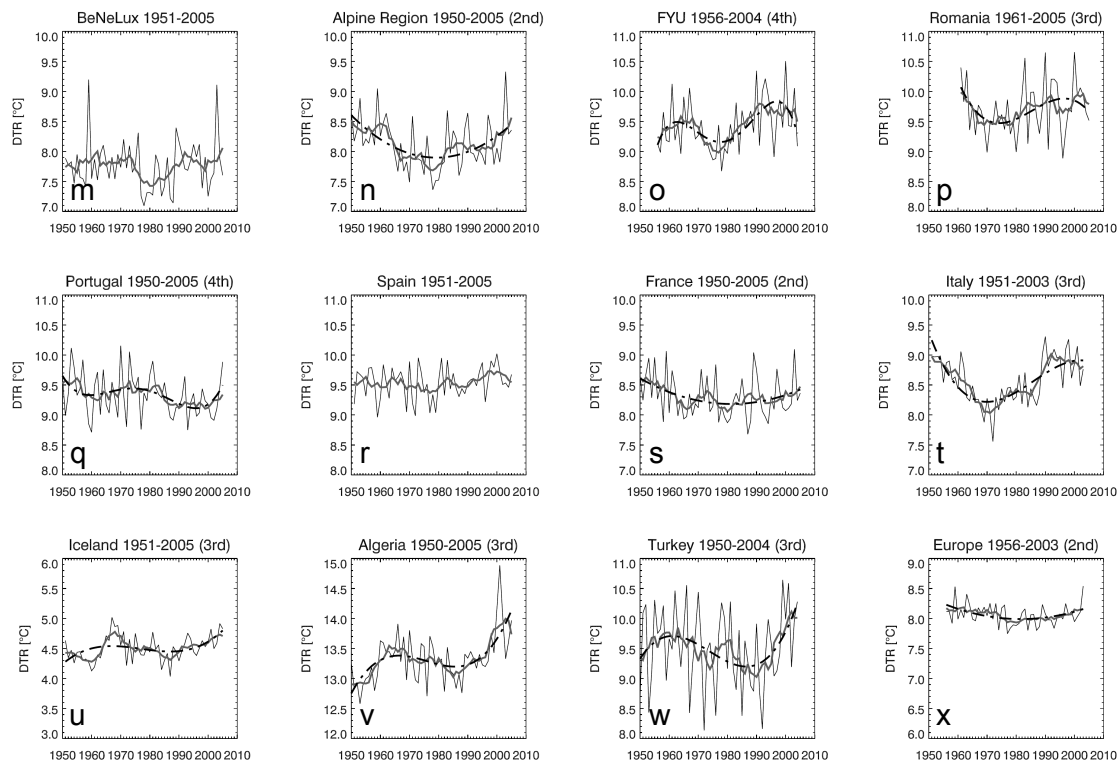 BeNeLux 1951-2005
Alpine Region 1950-2005 (2nd)
FYU 1956-2004 (4th)
Romania 1961-2005 (3rd)
DTR [°C]
10.0
9.5
9.0
8.5
8.0
7.5
7.0
m
1950 1960 1970 1980 1990 2000 2010
DTR [°C]
10.0
9.5
9.0
8.5
8.0
7.5
7.0
n
1950 1960 1970 1980 1990 2000 2010
DTR [°C]
11.0
10.5
10.0
9.5
9.0
8.5
8.0
o
1950 1960 1970 1980 1990 2000 2010
DTR [°C]
11.0
10.5
10.0
9.5
9.0
8.5
8.0
p
1950 1960 1970 1980 1990 2000 2010
Portugal 1950-2005 (4th)
Spain 1951-2005
France 1950-2005 (2nd)
Italy 1951-2003 (3rd)
DTR [°C]
11.0
10.5
10.0
9.5
9.0
8.5
8.0
q
1950 1960 1970 1980 1990 2000 2010
DTR [°C]
11.0
10.5
10.0
9.5
9.0
8.5
8.0
r
1950 1960 1970 1980 1990 2000 2010
DTR [°C]
10.0
9.5
9.0
8.5
8.0
7.5
7.0
s
1950 1960 1970 1980 1990 2000 2010
DTR [°C]
10.0
9.5
9.0
8.5
8.0
7.5
7.0
t
1950 1960 1970 1980 1990 2000 2010
Iceland 1951-2005 (3rd)
Algeria 1950-2005 (3rd)
Turkey 1950-2004 (3rd)
Europe 1956-2003 (2nd)
DTR [°C]
6.0
5.5
5.0
4.5
4.0
3.5
3.0
u
1950 1960 1970 1980 1990 2000 2010
DTR [°C]
15.0
14.5
14.0
13.5
13.0
12.5
12.0
v
1950 1960 1970 1980 1990 2000 2010
DTR [°C]
11.0
10.5
10.0
9.5
9.0
8.5
8.0
w
1950 1960 1970 1980 1990 2000 2010
DTR [°C]
9.0
8.5
8.0
7.5
7.0
6.5
6.0
x
1950 1960 1970 1980 1990 2000 2010